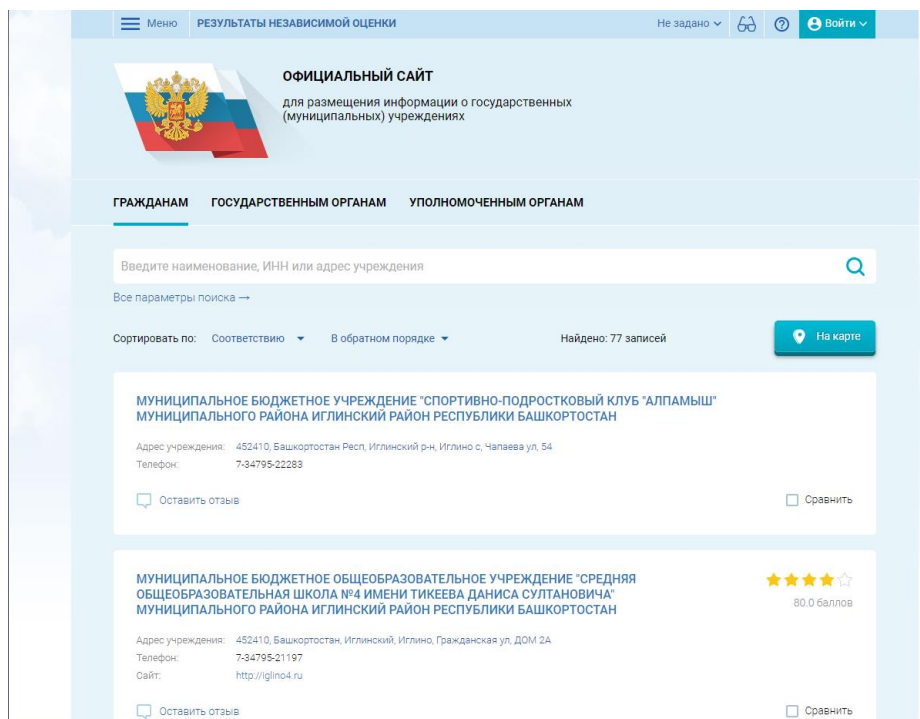 Меню РЕЗУЛЬТАТЫ НЕЗАВИСИМОЙ ОЦЕНКИ Не задано Войти
ОФИЦИАЛЬНЫЙ САЙТ
для размещения информации о государственных
(муниципальных) учреждениях
ГРАЖДАНАМ ГОСУДАРСТВЕННЫМ ОРГАНАМ УПОЛНОМОЧЕННЫМ ОРГАНАМ
Введите наименование, ИНН или адрес учреждения
Все параметры поиска →
Сортировать по: Соответствию В обратном порядке Найдено: 77 записей На карте
МУНИЦИПАЛЬНОЕ БЮДЖЕТНОЕ УЧРЕЖДЕНИЕ "СПОРТИВНО-ПОДРОСТКОВЫЙ КЛУБ "АЛПАМЫШ"
МУНИЦИПАЛЬНОГО РАЙОНА ИГЛИНСКИЙ РАЙОН РЕСПУБЛИКИ БАШКОРТОСТАН
Адрес учреждения: 452410, Башкортостан Респ, Иглинский р-н, Иглино с, Чапаева ул, 54
Телефон: 7-34795-22283
Оставить отзыв Сравнить
МУНИЦИПАЛЬНОЕ БЮДЖЕТНОЕ ОБЩЕОБРАЗОВАТЕЛЬНОЕ УЧРЕЖДЕНИЕ "СРЕДНЯЯ
ОБЩЕОБРАЗОВАТЕЛЬНАЯ ШКОЛА №4 ИМЕНИ ТИКЕЕВА ДАНИСА СУЛТАНОВИЧА"
МУНИЦИПАЛЬНОГО РАЙОНА ИГЛИНСКИЙ РАЙОН РЕСПУБЛИКИ БАШКОРТОСТАН
80.0 баллов
Адрес учреждения: 452410, Башкортостан, Иглинский, Иглино, Гражданская ул, ДОМ 2А
Телефон: 7-34795-21197
Сайт: http://iglino4.ru
Оставить отзыв Сравнить